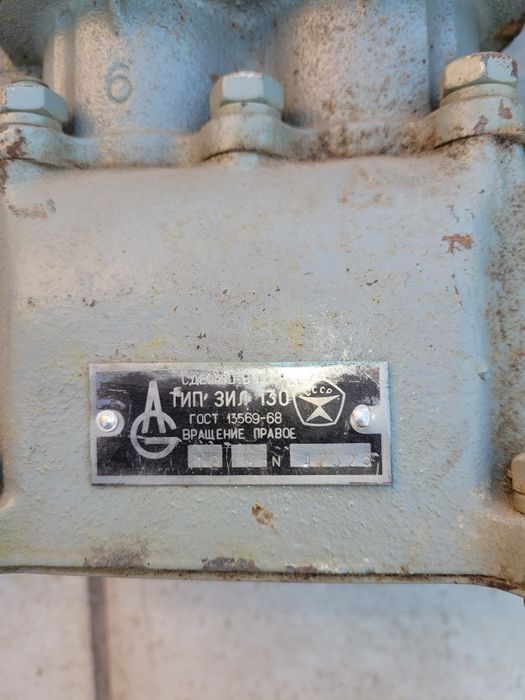 6
ТИП ЗИЛ 130
СССР
ГОСТ 13569-68
ВРАЩЕНИЕ ПРАВОЕ
N